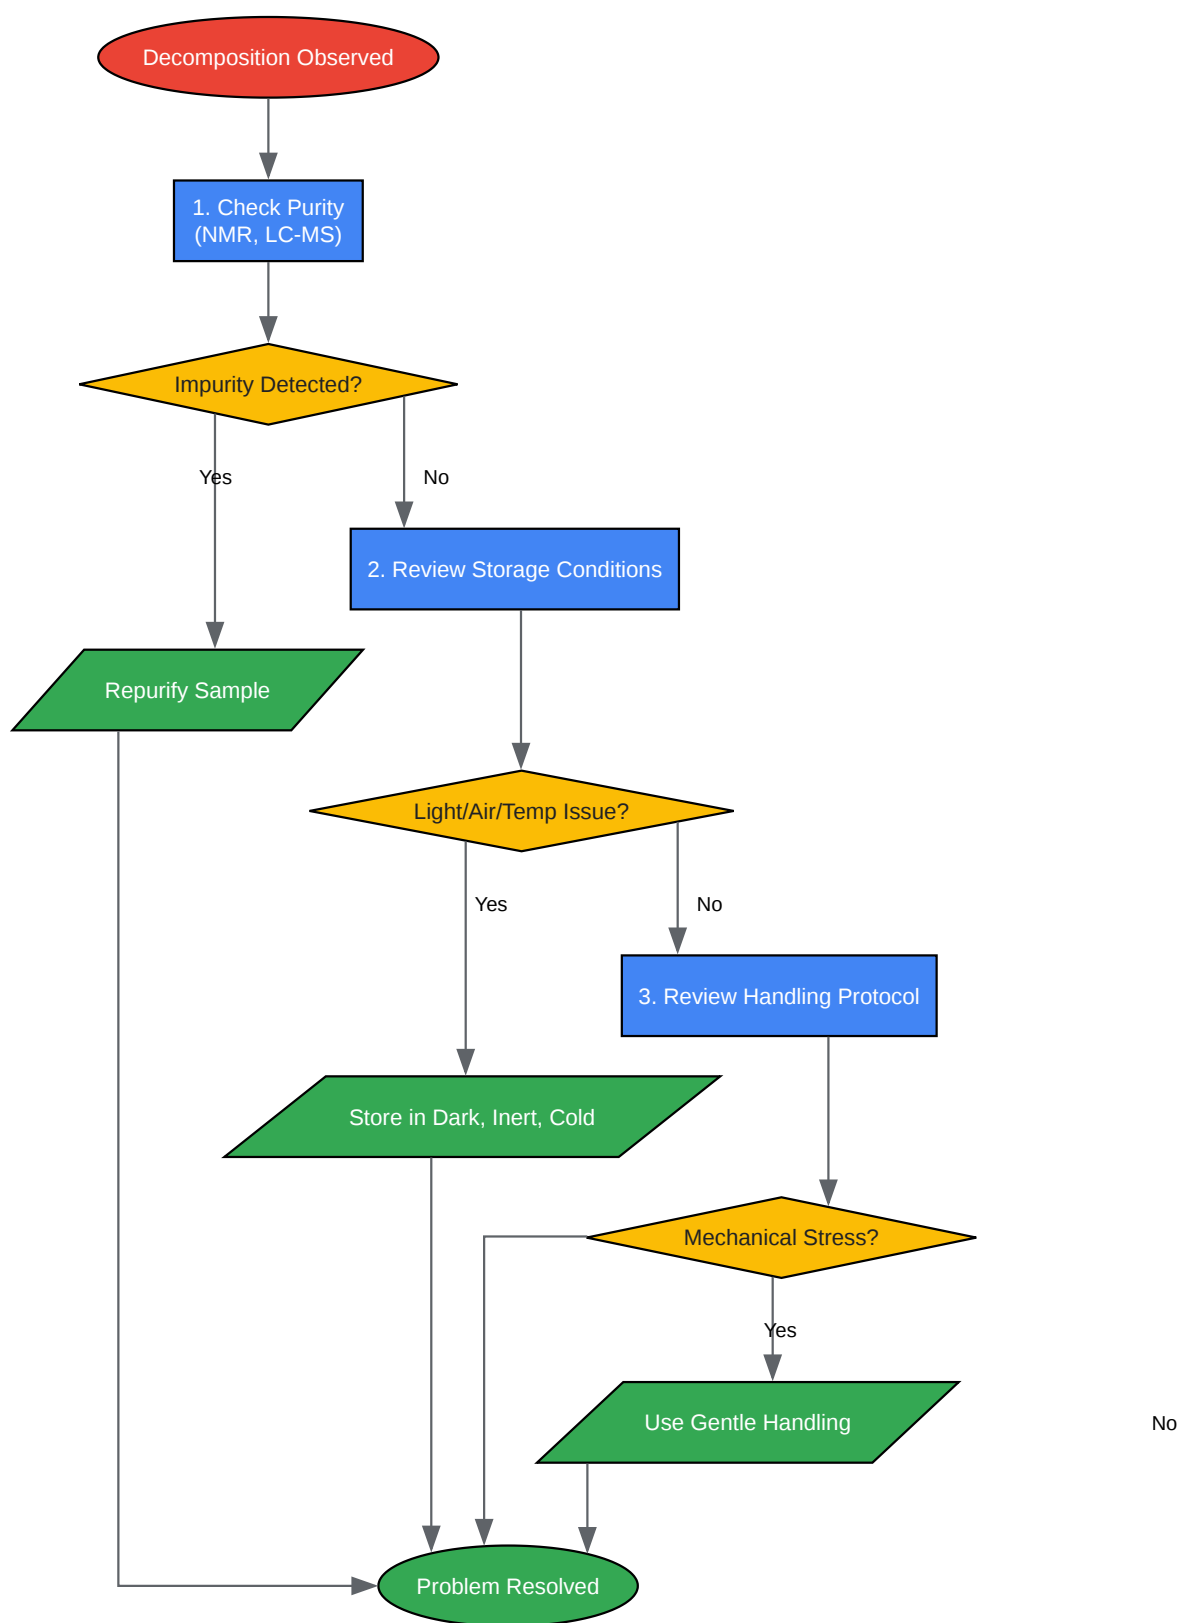 Decomposition Observed
1. Check Purity
(NMR, LC-MS)
Impurity Detected?
Yes
No
2. Review Storage Conditions
Repurify Sample
Light/Air/Temp Issue?
Yes
No
3. Review Handling Protocol
Store in Dark, Inert, Cold
Mechanical Stress?
Yes
Use Gentle Handling
No
Problem Resolved